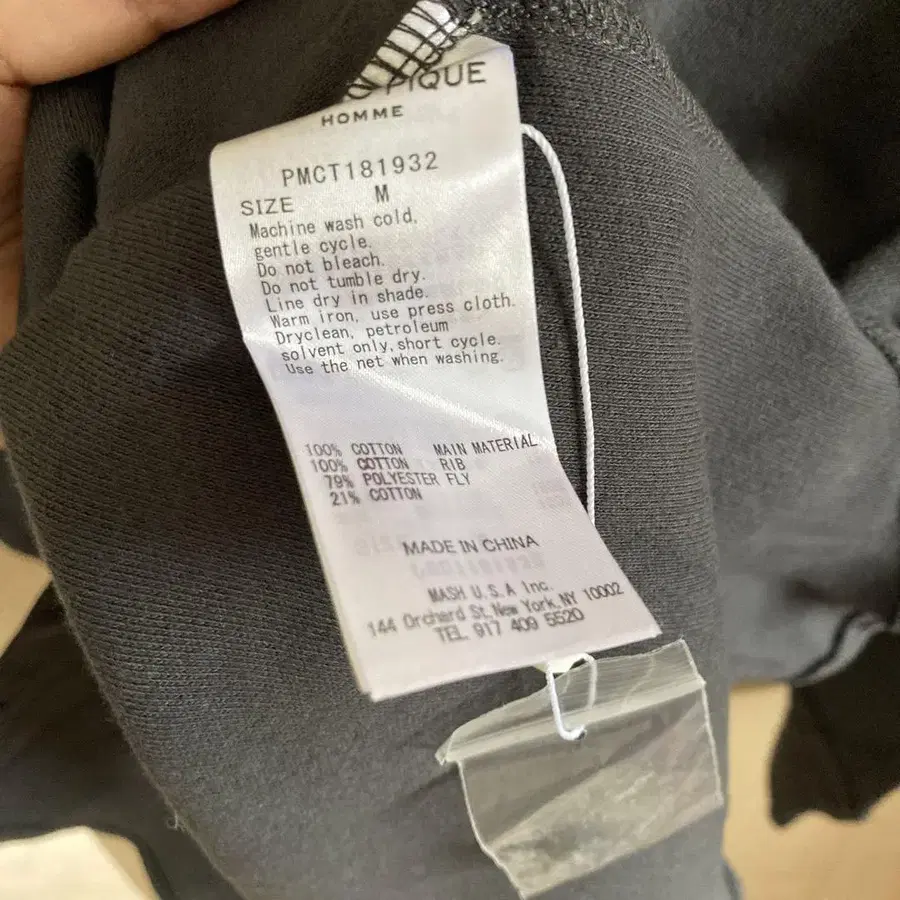 PIQUE
HOMME
PMCT181932
SIZE M
Machine wash cold.
gentle cycle.
Do not bleach.
Do not tumble dry.
Line dry in shade.
Warm iron, use press cloth.
Dryclean, petroleum
solvent only, short cycle.
Use the net when washing.
100% COTTON MAIN MATERIAL
100% COTTON RIB
79% POLYESTER FLY
21% COTTON
MADE IN CHINA
MASH U.S.A Inc.
144 Orchard St, New York, NY 10002
TEL 917 409 5520